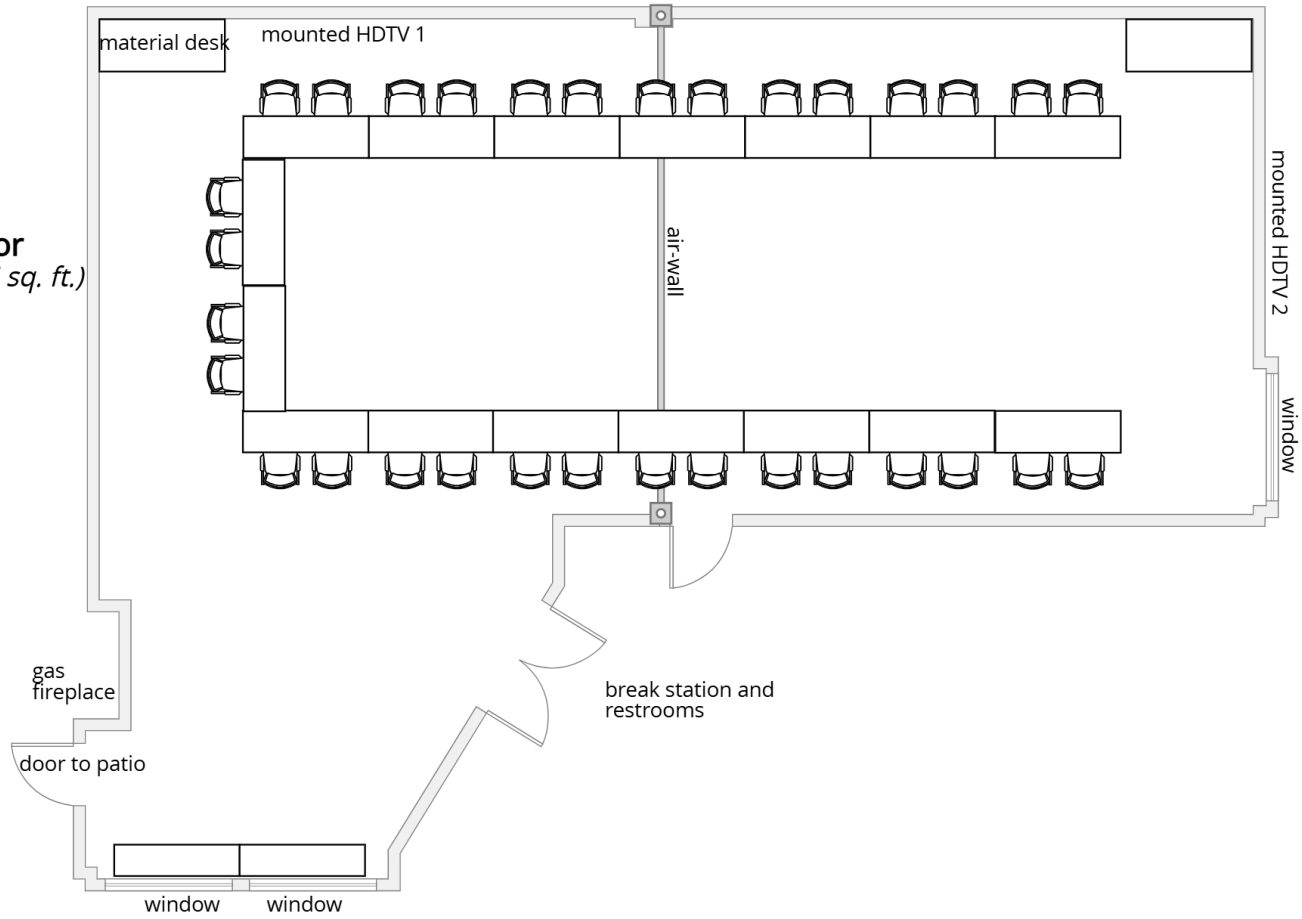 material desk
mounted HDTV 1
mounted HDTV 2
or
sq. ft.)
air-wall
window
gas
fireplace
break station and
restrooms
door to patio
window
window